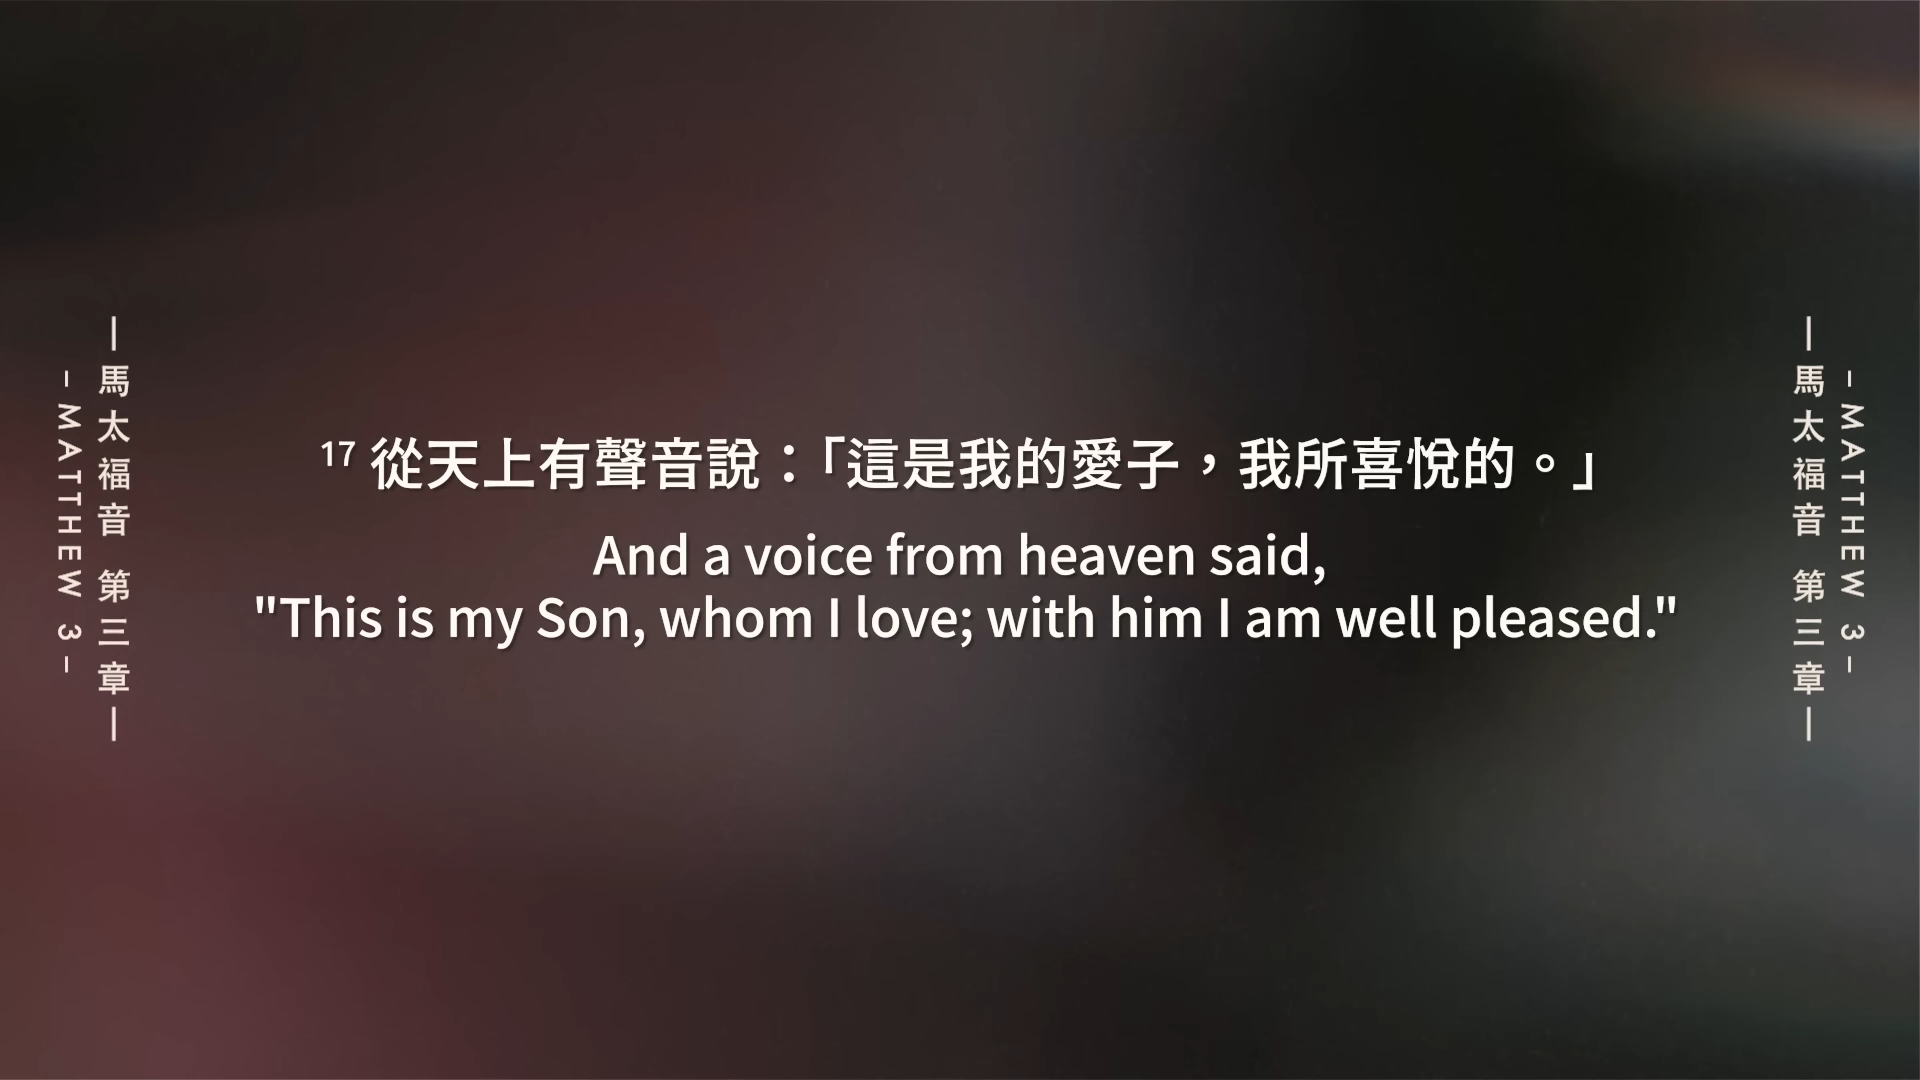 — 馬太福音 第三章 —
– MATTHEW 3 –
17 從天上有聲音說：「這是我的愛子，我所喜悅的。」
And a voice from heaven said,
"This is my Son, whom I love; with him I am well pleased."
– MATTHEW 3 –
— 馬太福音 第三章 —